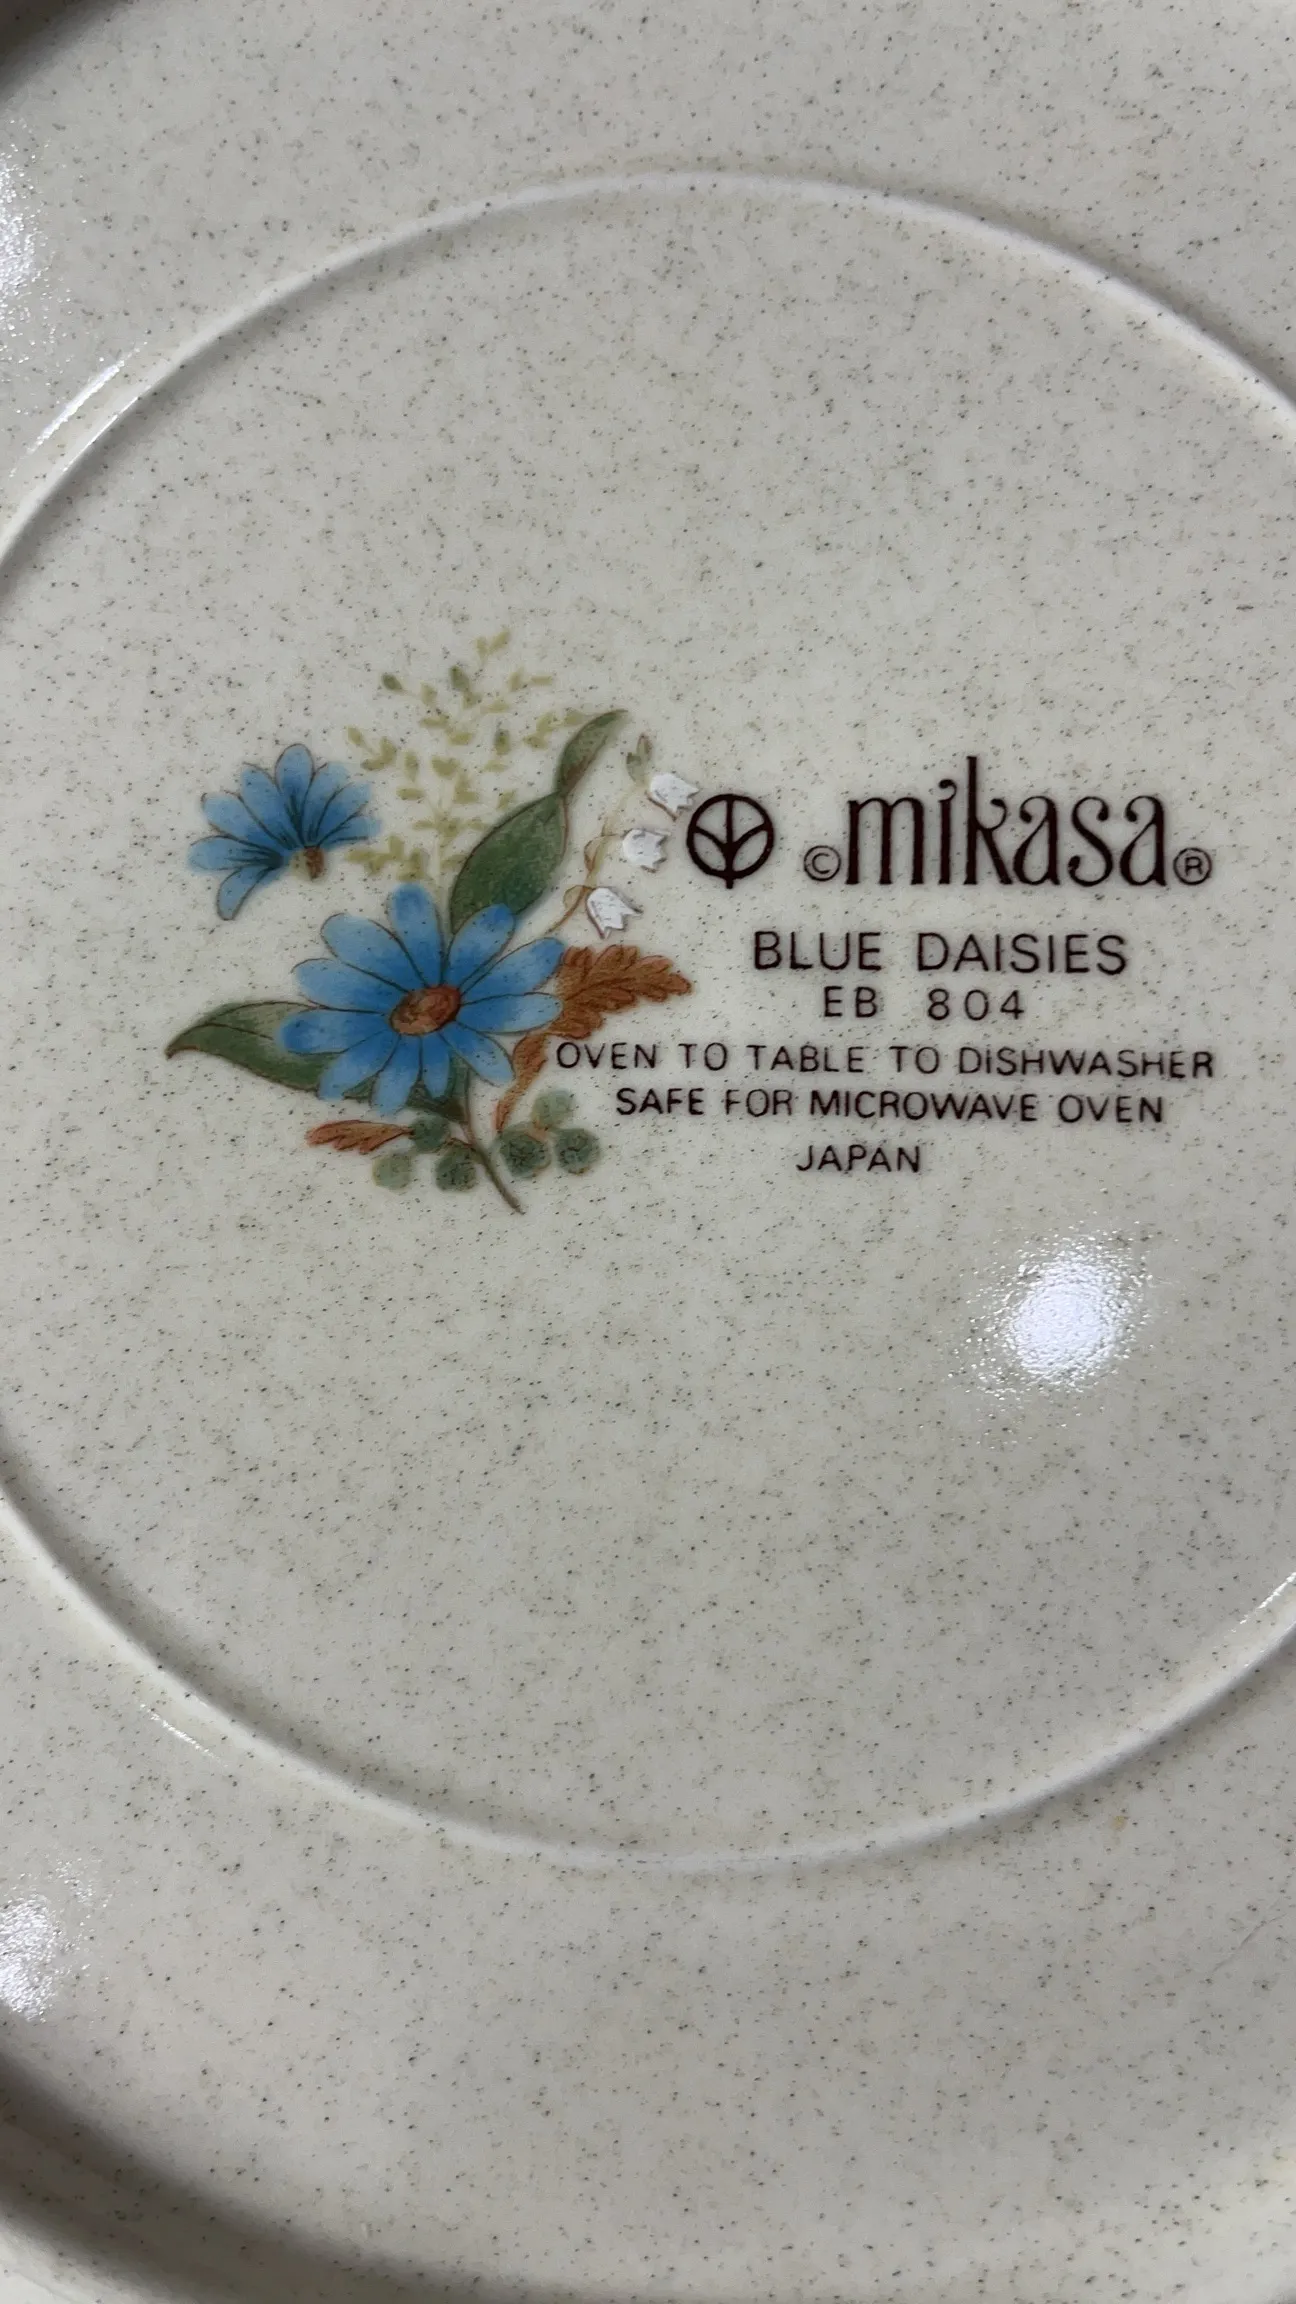 © mikasa ®
BLUE DAISIES
EB 804
OVEN TO TABLE TO DISHWASHER
SAFE FOR MICROWAVE OVEN
JAPAN